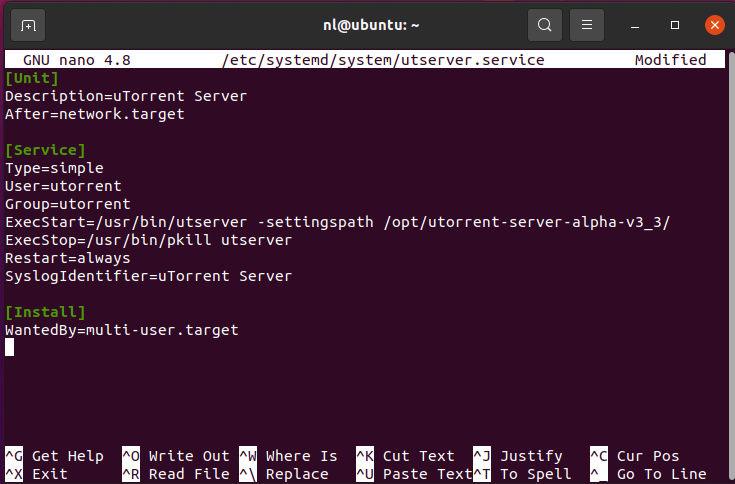 nl@ubuntu: ~
GNU nano 4.8 /etc/systemd/system/utserver.service Modified
[Unit]
Description=uTorrent Server
After=network.target
[Service]
Type=simple
User=utorrent
Group=utorrent
ExecStart=/usr/bin/utserver -settingspath /opt/utorrent-server-alpha-v3_3/
ExecStop=/usr/bin/pkill utserver
Restart=always
SyslogIdentifier=uTorrent Server
[Install]
WantedBy=multi-user.target
^G Get Help ^O Write Out ^W Where Is ^K Cut Text ^J Justify ^C Cur Pos
^X Exit ^R Read File ^\ Replace ^U Paste Text ^T To Spell ^_ Go To Line